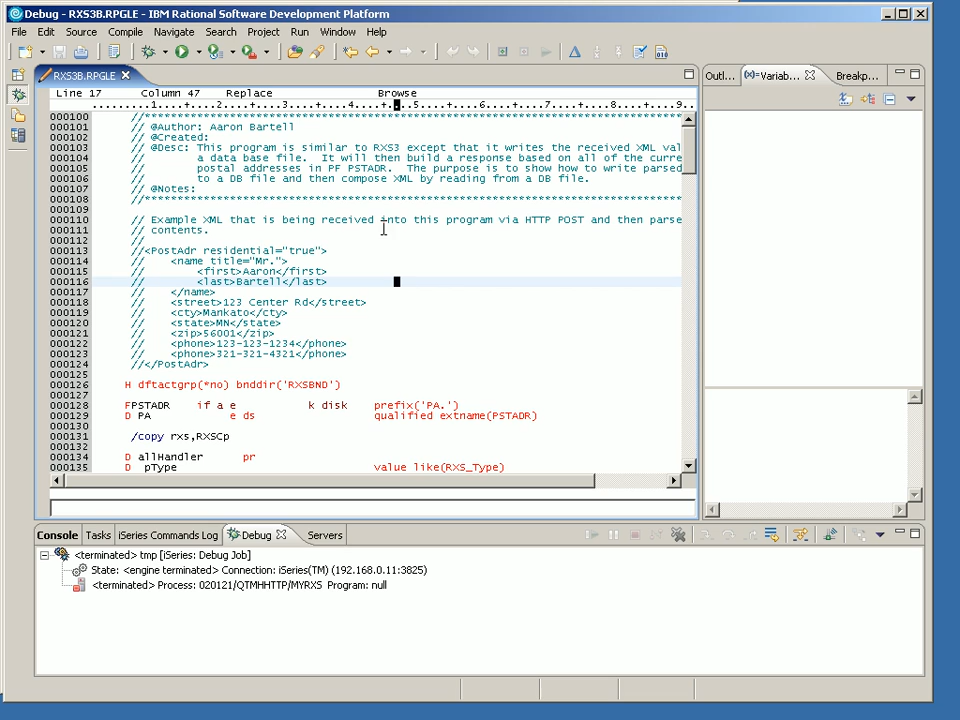 Debug - RXS3B.RPGLE - IBM Rational Software Development Platform
File Edit Source Compile Navigate Search Project Run Window Help
RXS3B.RPGLE
Outl... (x)= Variab... Breakp...
Line 17 Column 47 Replace Browse
.........1....+....2....+....3....+....4....+....5....+....6....+....7....+....8....+....9..
000100 //****************************************************************************
000101 // @Author: Aaron Bartell
000102 // @Created:
000103 // @Desc: This program is similar to RXS3 except that it writes the received XML val
000104 // a data base file. It will then build a response based on all of the curre
000105 // postal addresses in PF PSTADR. The purpose is to show how to write parsed
000106 // to a DB file and then compose XML by reading from a DB file.
000107 // @Notes:
000108 //****************************************************************************
000109
000110 // Example XML that is being received into this program via HTTP POST and then parse
000111 // contents.
000112 //
000113 //<PostAdr residential="true">
000114 // <name title="Mr.">
000115 // <first>Aaron</first>
000116 // <last>Bartell</last>
000117 // </name>
000118 // <street>123 Center Rd</street>
000119 // <cty>Mankato</cty>
000120 // <state>MN</state>
000121 // <zip>56001</zip>
000122 // <phone>123-123-1234</phone>
000123 // <phone>321-321-4321</phone>
000124 //</PostAdr>
000125
000126 H dftactgrp(*no) bnddir('RXSBND')
000127
000128 FPSTADR if a e k disk prefix('PA.')
000129 D PA e ds qualified extname(PSTADR)
000130
000131 /copy rxs,RXSCp
000132
000134 D allHandler pr
000135 D pType value like(RXS_Type)
Console Tasks iSeries Commands Log Debug Servers
<terminated> tmp [iSeries: Debug Job]
State: <engine terminated> Connection: iSeries(TM) (192.168.0.11:3825)
<terminated> Process: 020121/QTMHHTTP/MYRXS Program: null